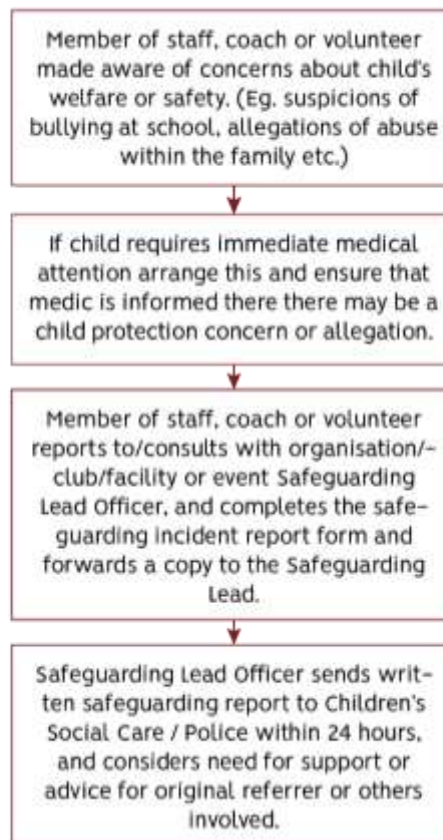 Member of staff, coach or volunteer
made aware of concerns about child's
welfare or safety. (Eg. suspicions of
bullying at school, allegations of abuse
within the family etc.)
If child requires immediate medical
attention arrange this and ensure that
medic is informed there there may be a
child protection concern or allegation.
Member of staff, coach or volunteer
reports to/consults with organisation/-
club/facility or event Safeguarding
Lead Officer, and completes the safe-
guarding incident report form and
forwards a copy to the Safeguarding
Lead.
Safeguarding Lead Officer sends writ-
ten safeguarding report to Children's
Social Care / Police within 24 hours,
and considers need for support or
advice for original referrer or others
involved.